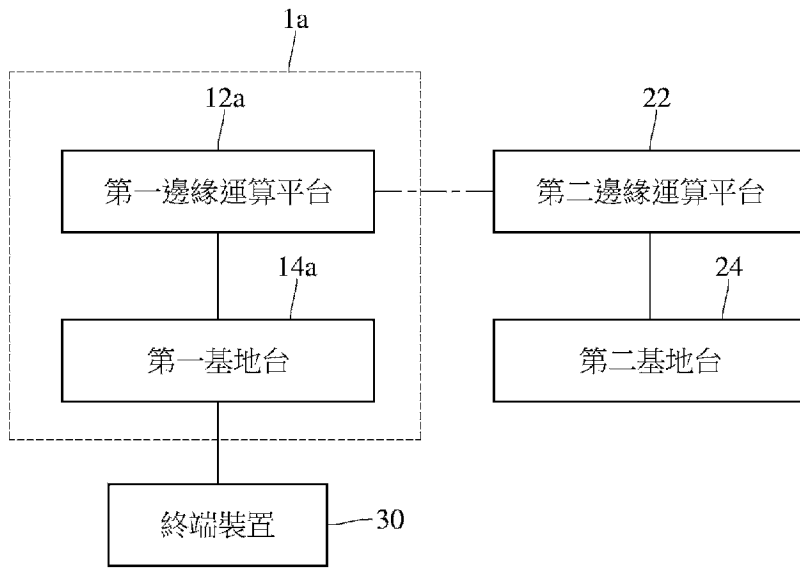 1a
12a
22
第一邊緣運算平台
第二邊緣運算平台
14a
24
第一基地台
第二基地台
終端裝置
30